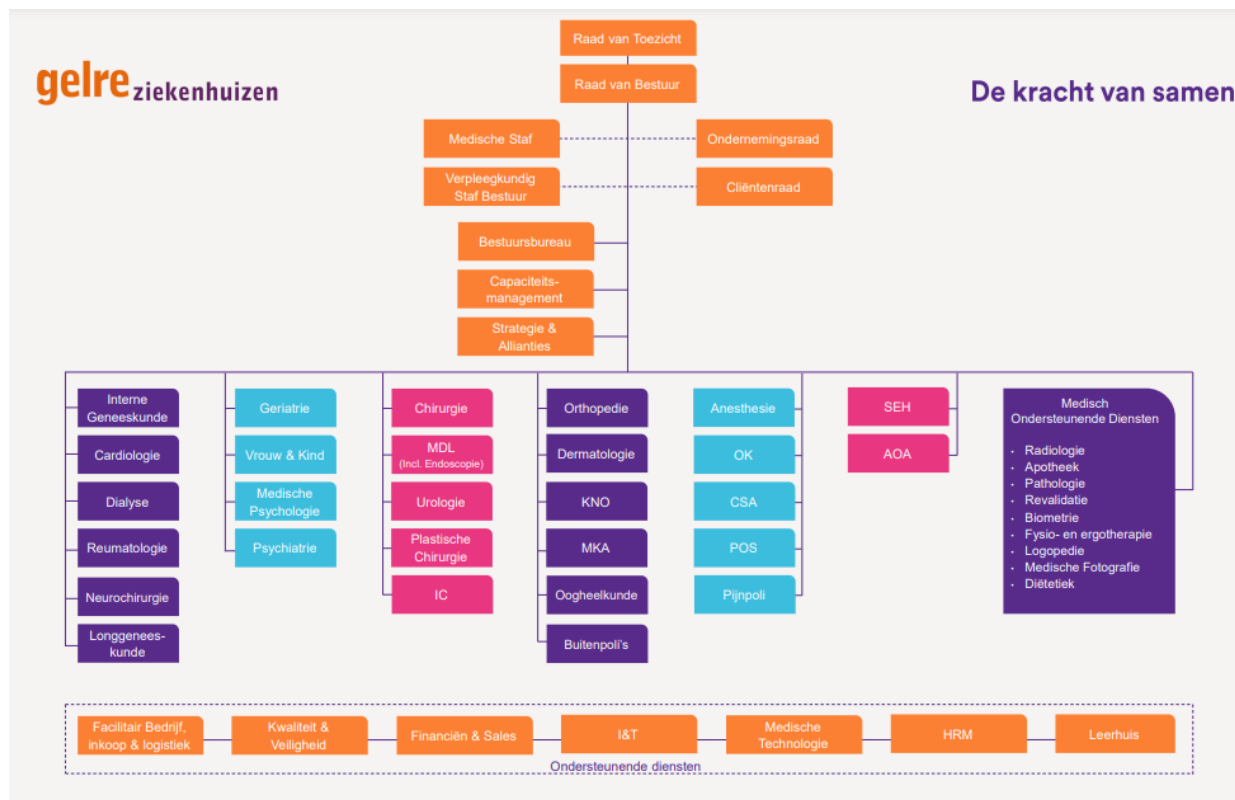 Raad van Toezicht
gelre ziekenhuizen
Raad van Bestuur
De kracht van samen
Medische Staf
Ondernemingsraad
Verpleegkundig
Staf Bestuur
Cliëntenraad
Bestuursbureau
Capaciteits-
management
Strategie &
Allianties
Interne
Geneeskunde
Cardiologie
Dialyse
Reumatologie
Neurochirurgie
Longgenees-
kunde
Geriatrie
Vrouw & Kind
Medische
Psychologie
Psychiatrie
Chirurgie
MDL
(Incl. Endoscopie)
Urologie
Plastische
Chirurgie
IC
Orthopedie
Dermatologie
KNO
MKA
Oogheelkunde
Buitenpoli's
Anesthesie
OK
CSA
POS
Pijnpoli
SEH
AOA
Medisch
Ondersteunende Diensten
· Radiologie
· Apotheek
· Pathologie
· Revalidatie
· Biometrie
· Fysio- en ergotherapie
· Logopedie
· Medische Fotografie
· Diëtetiek
Facilitair Bedrijf,
inkoop & logistiek
Kwaliteit &
Veiligheid
Financiën & Sales
I&T
Medische
Technologie
HRM
Leerhuis
Ondersteunende diensten